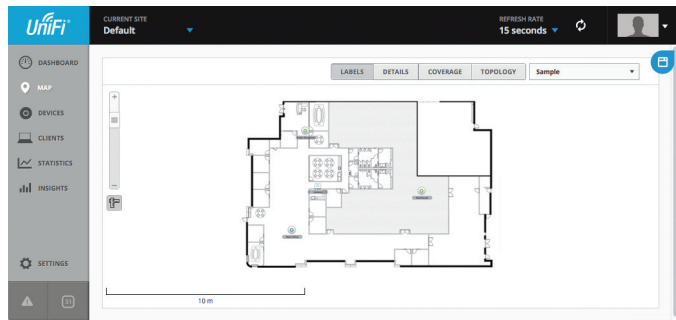 UniFi
CURRENT SITE
Default
REFRESH RATE
15 seconds
DASHBOARD
MAP
DEVICES
CLIENTS
STATISTICS
INSIGHTS
SETTINGS
LABELS DETAILS COVERAGE TOPOLOGY Sample
10 m